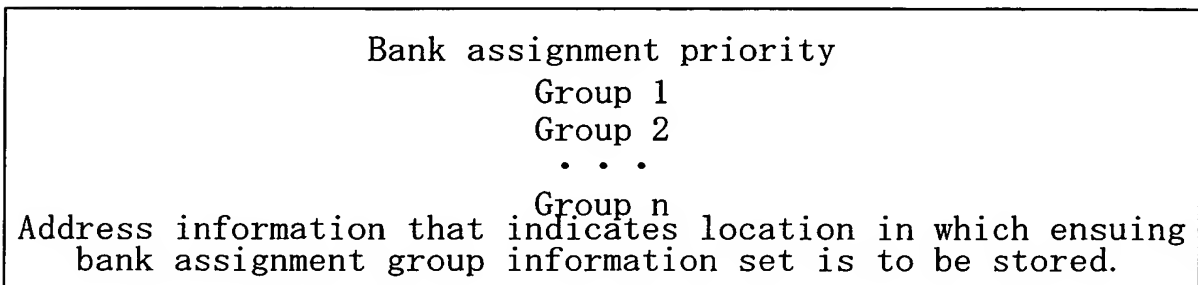 Bank assignment priority
Group 1
Group 2
· · ·
Group n
Address information that indicates location in which ensuing
bank assignment group information set is to be stored.